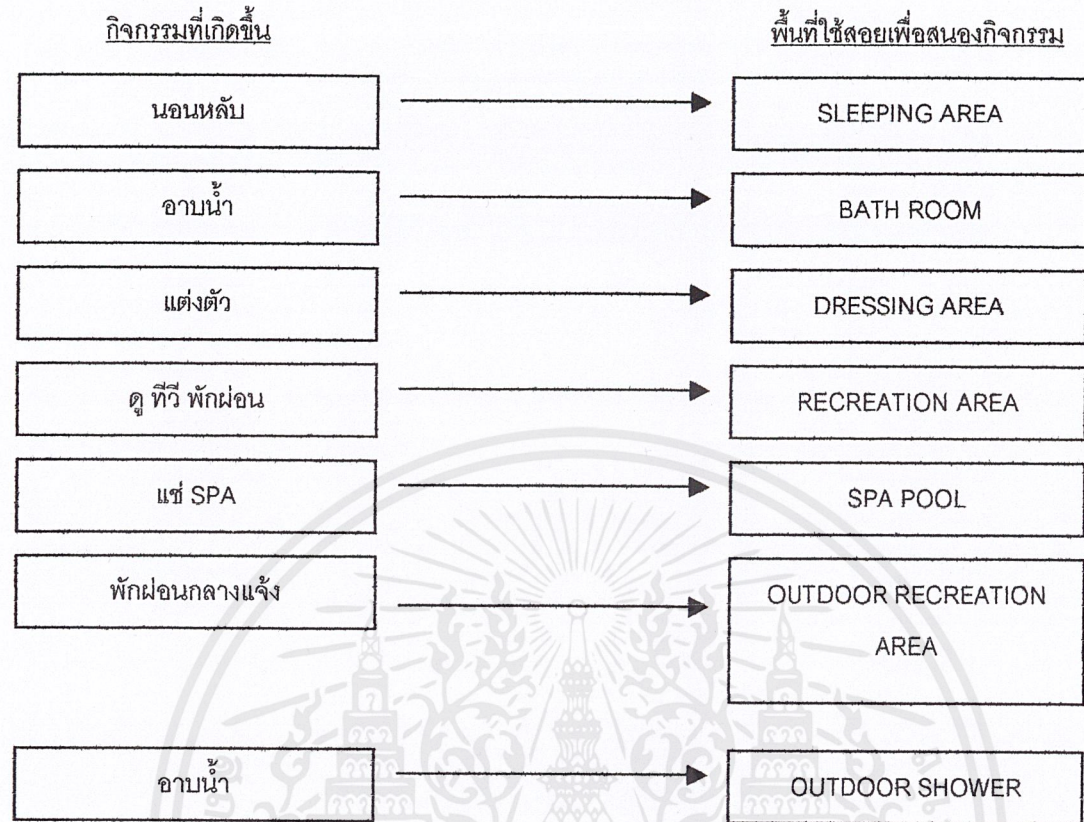 กิจกรรมที่เกิดขึ้น พื้นที่ใช้สอยเพื่อสนองกิจกรรม
นอนหลับ SLEEPING AREA
อาบน้ำ BATH ROOM
แต่งตัว DRESSING AREA
ดู ทีวี พักผ่อน RECREATION AREA
แช่ SPA SPA POOL
พักผ่อนกลางแจ้ง OUTDOOR RECREATION
AREA
อาบน้ำ OUTDOOR SHOWER